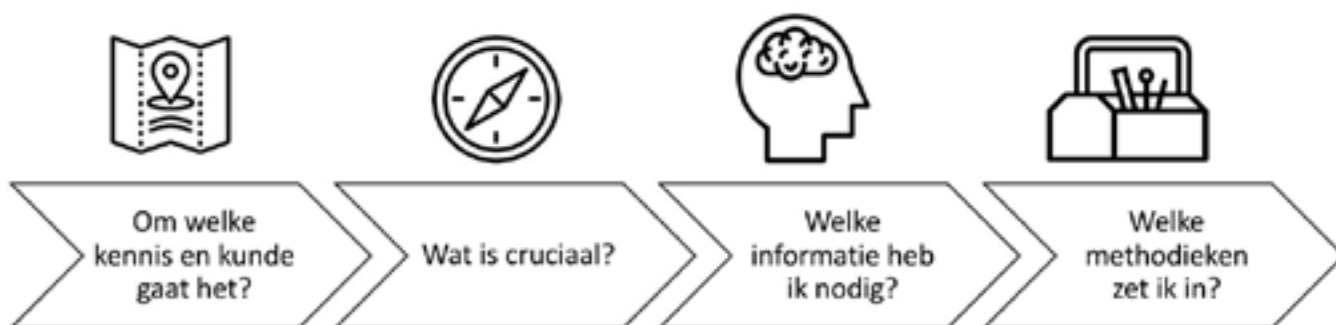 Om welke
kennis en kunde
gaat het?
Wat is cruciaal?
Welke
informatie heb
ik nodig?
Welke
methodieken
zet ik in?